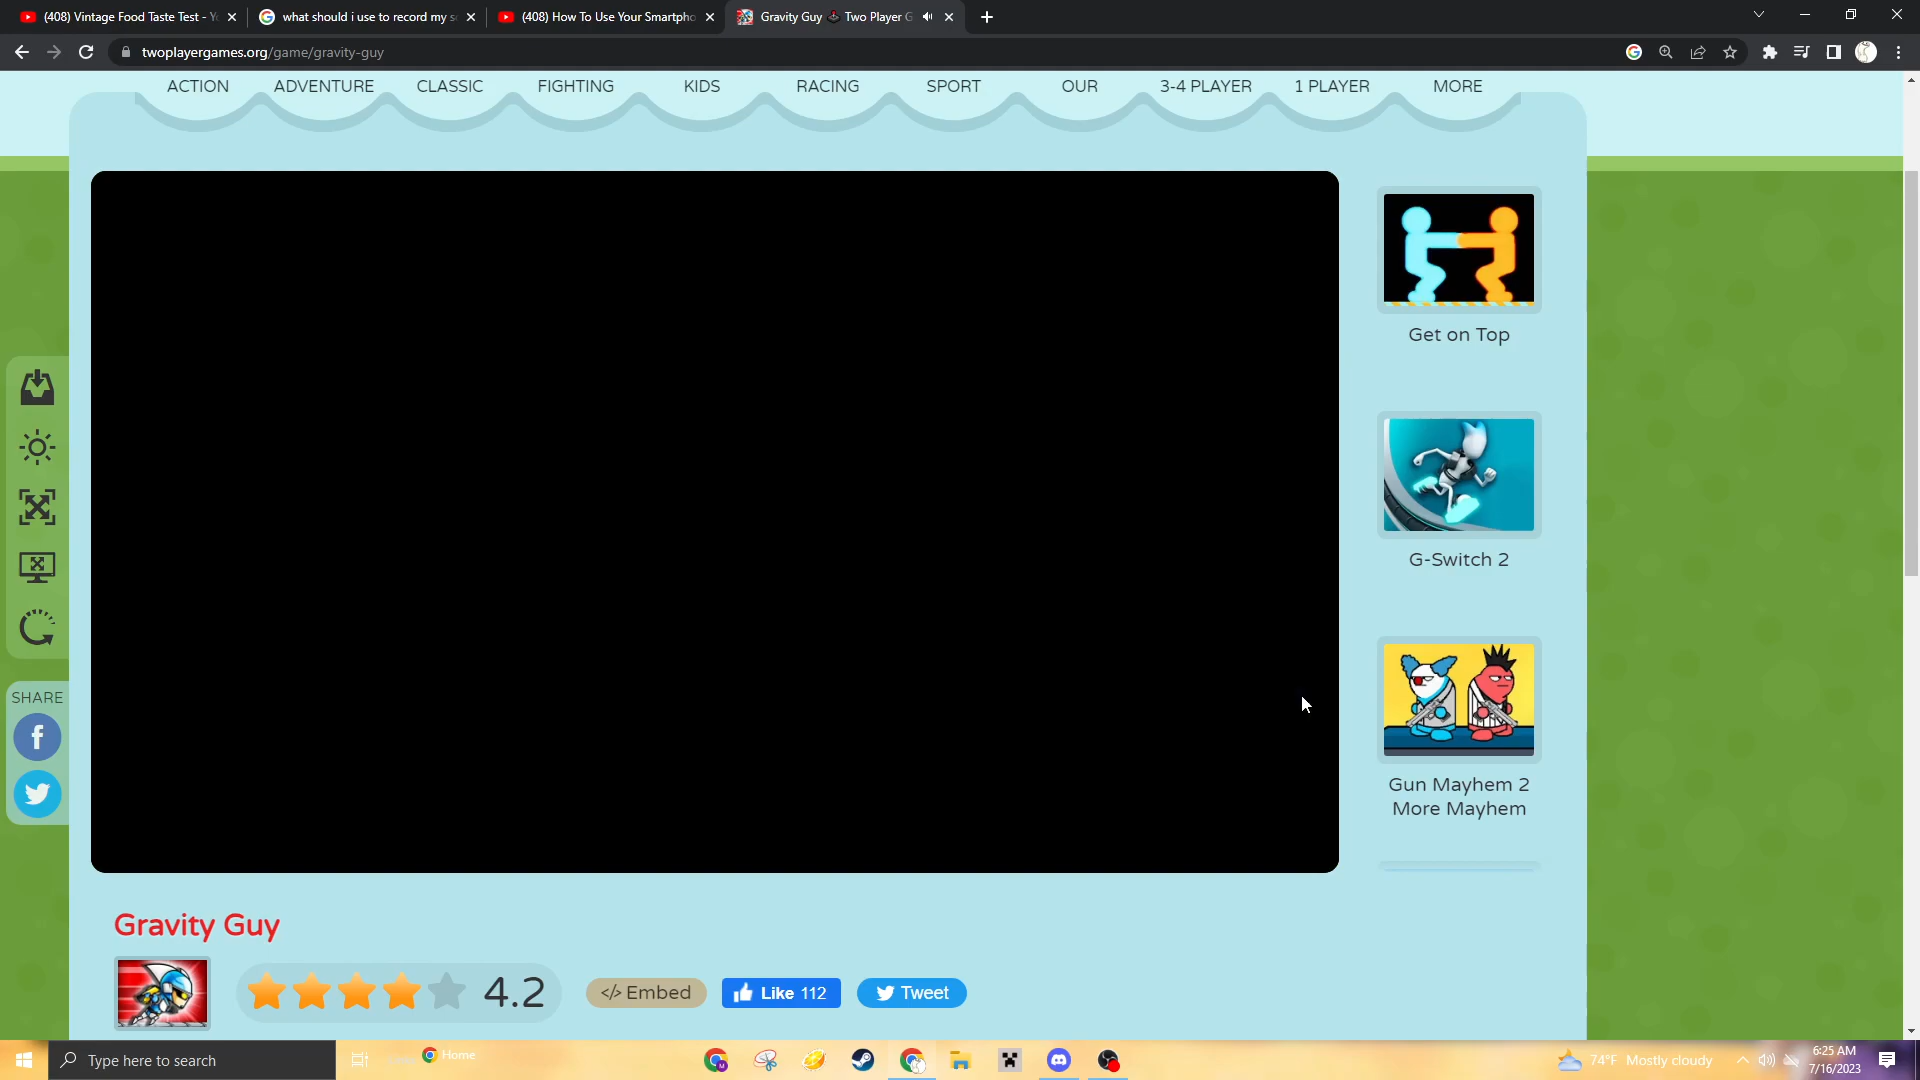 (408) Vintage Food Taste Test - Y
what should i use to record my s
(408) How To Use Your Smartpho
Gravity Guy Two Player G
twoplayergames.org/game/gravity-guy
ACTION
ADVENTURE
CLASSIC
FIGHTING
KIDS
RACING
SPORT
OUR
3-4 PLAYER
1 PLAYER
MORE
Get on Top
G-Switch 2
SHARE
Gun Mayhem 2
More Mayhem
Gravity Guy
4.2
</> Embed
Like 112
Tweet
Type here to search
Home
74°F Mostly cloudy
6:25 AM
7/16/2023